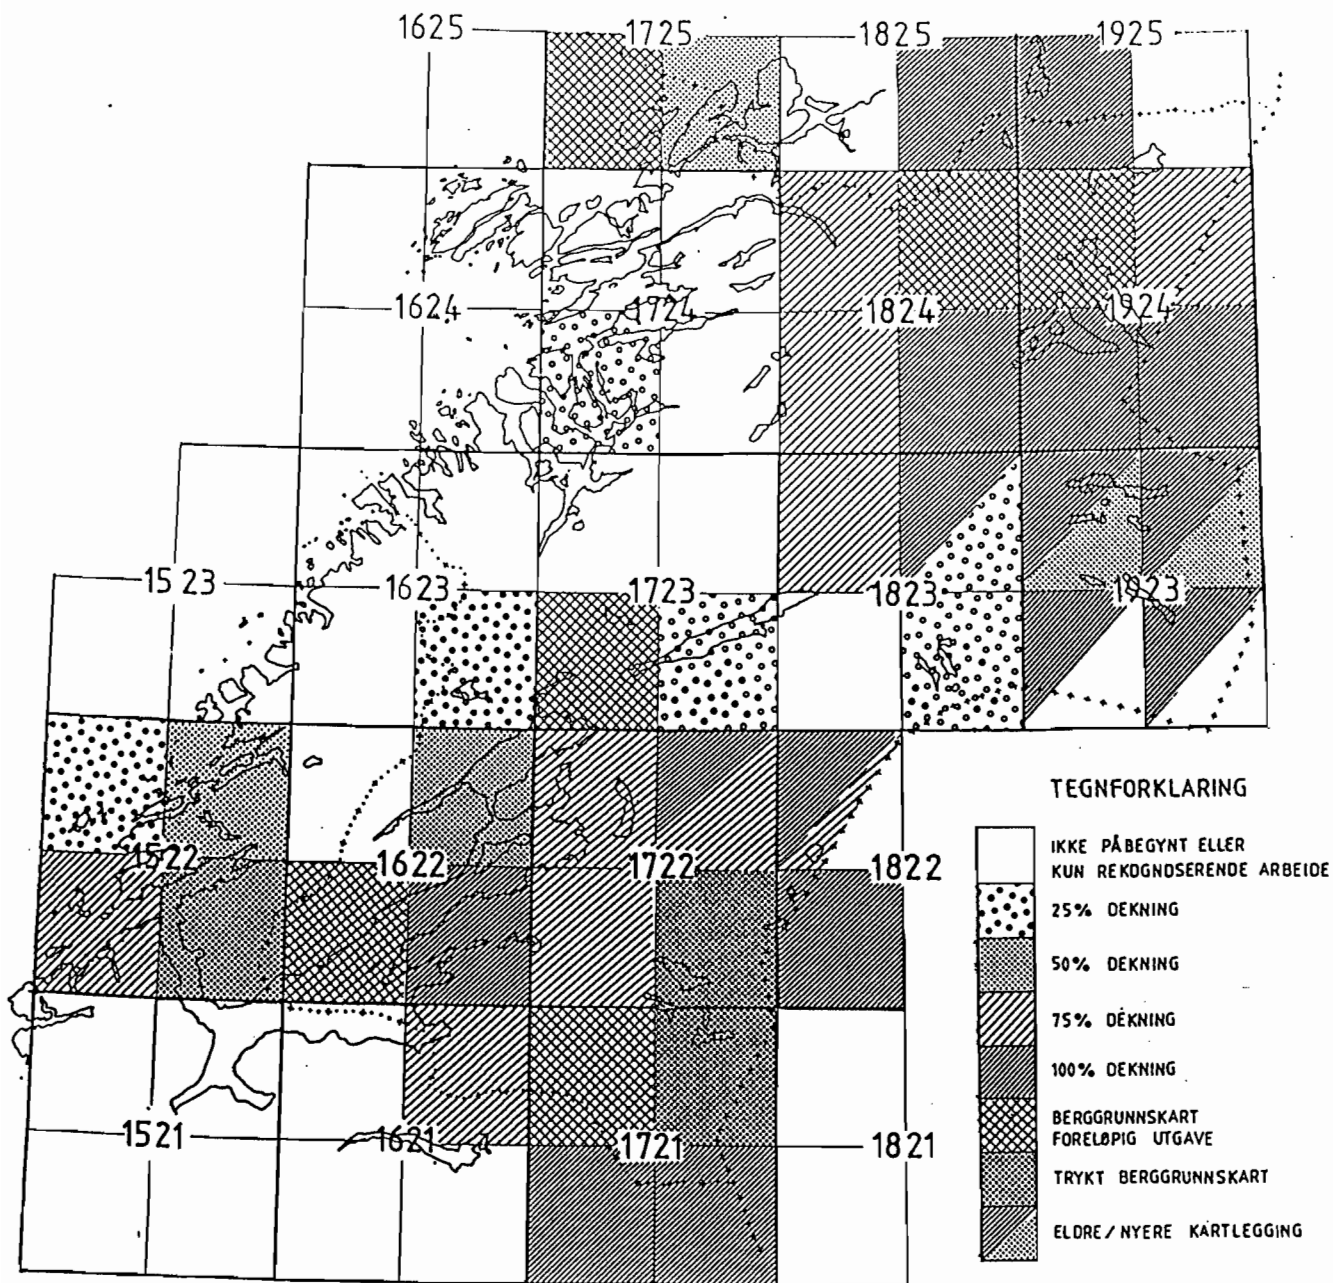 1625
1725
1825
1925
1624
1724
1824
1924
1523
1623
1723
1823
1923
1522
1622
1722
1822
1521
1621
1721
1821
TEGNFORKLARING
IKKE PÅBEGYNT ELLER
KUN REKOGNOSERENDE ARBEIDE
25% DEKNING
50% DEKNING
75% DEKNING
100% DEKNING
BERGGRUNNSKART
FORELØPIG UTGAVE
TRYKT BERGGRUNNSKART
ELDRE/NYERE KARTLEGGING